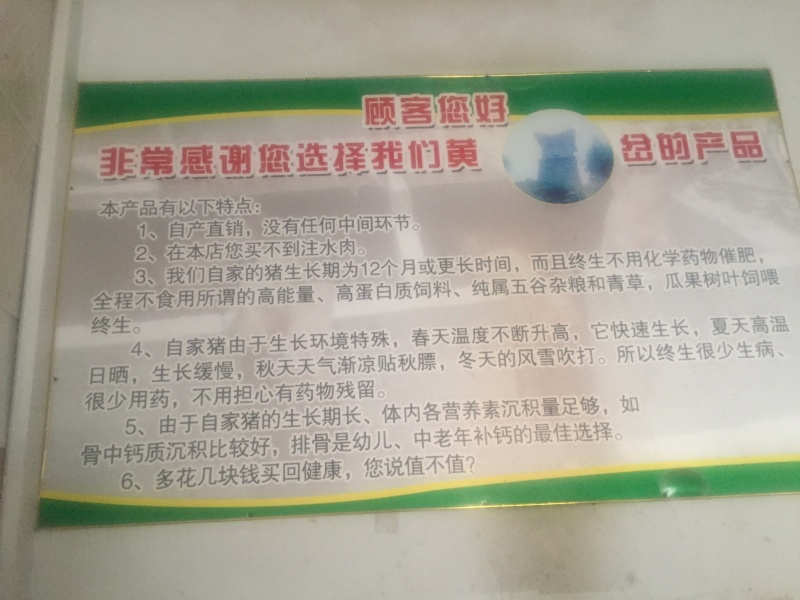 顾客您好
非常感谢您选择我们黄 岔的产品
本产品有以下特点：
1、自产直销，没有任何中间环节。
2、在本店您买不到注水肉。
3、我们自家的猪生长期为12个月或更长时间，而且终生不用化学药物催肥，
全程不食用所谓的高能量、高蛋白质饲料、纯属五谷杂粮和青草，瓜果树叶饲喂
终生。
4、自家猪由于生长环境特殊，春天温度不断升高，它快速生长，夏天高温
日晒，生长缓慢，秋天天气渐凉贴秋膘，冬天的风雪吹打。所以终生很少生病、
很少用药，不用担心有药物残留。
5、由于自家猪的生长期长、体内各营养素沉积量足够，如
骨中钙质沉积比较好，排骨是幼儿、中老年补钙的最佳选择。
6、多花几块钱买回健康，您说值不值？